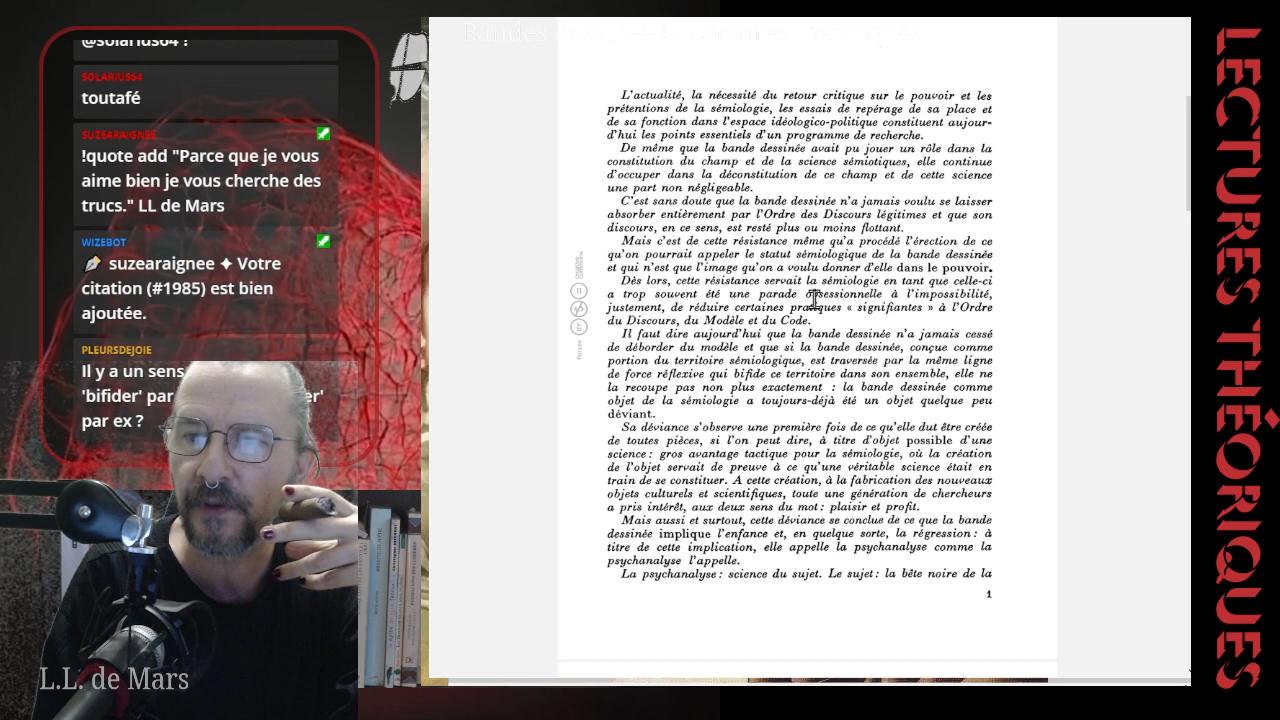 @solarius64 !
SOLARIUS64
toutafé
SUZEARAIGNEE
!quote add "Parce que je vous
aime bien je vous cherche des
trucs." LL de Mars
WIZEBOT
suzearaignee ✦ Votre
citation (#1985) est bien
ajoutée.
PLEURSDEJOIE
Il y a un sens
'bifider' par
par ex ?
L.L. de Mars
L'actualité, la nécessité du retour critique sur le pouvoir et les
prétentions de la sémiologie, les essais de repérage de sa place et
de sa fonction dans l'espace idéologico-politique constituent aujour-
d'hui les points essentiels d'un programme de recherche.
De même que la bande dessinée avait pu jouer un rôle dans la
constitution du champ et de la science sémiotiques, elle continue
d'occuper dans la déconstitution de ce champ et de cette science
une part non négligeable.
C'est sans doute que la bande dessinée n'a jamais voulu se laisser
absorber entièrement par l'Ordre des Discours légitimes et que son
discours, en ce sens, est resté plus ou moins flottant.
Mais c'est de cette résistance même qu'a procédé l'érection de ce
qu'on pourrait appeler le statut sémiologique de la bande dessinée
et qui n'est que l'image qu'on a voulu donner d'elle dans le pouvoir.
Dès lors, cette résistance servait la sémiologie en tant que celle-ci
a trop souvent été une parade obsessionnelle à l'impossibilité,
justement, de réduire certaines pratiques « signifiantes » à l'Ordre
du Discours, du Modèle et du Code.
Il faut dire aujourd'hui que la bande dessinée n'a jamais cessé
de déborder du modèle et que si la bande dessinée, conçue comme
portion du territoire sémiologique, est traversée par la même ligne
de force réflexive qui bifide ce territoire dans son ensemble, elle ne
la recoupe pas non plus exactement : la bande dessinée comme
objet de la sémiologie a toujours-déjà été un objet quelque peu
déviant.
Sa déviance s'observe une première fois de ce qu'elle dut être créée
de toutes pièces, si l'on peut dire, à titre d'objet possible d'une
science : gros avantage tactique pour la sémiologie, où la création
de l'objet servait de preuve à ce qu'une véritable science était en
train de se constituer. A cette création, à la fabrication des nouveaux
objets culturels et scientifiques, toute une génération de chercheurs
a pris intérêt, aux deux sens du mot : plaisir et profit.
Mais aussi et surtout, cette déviance se conclue de ce que la bande
dessinée implique l'enfance et, en quelque sorte, la régression : à
titre de cette implication, elle appelle la psychanalyse comme la
psychanalyse l'appelle.
La psychanalyse : science du sujet. Le sujet : la bête noire de la
1
LECTURES THÉORIQUES